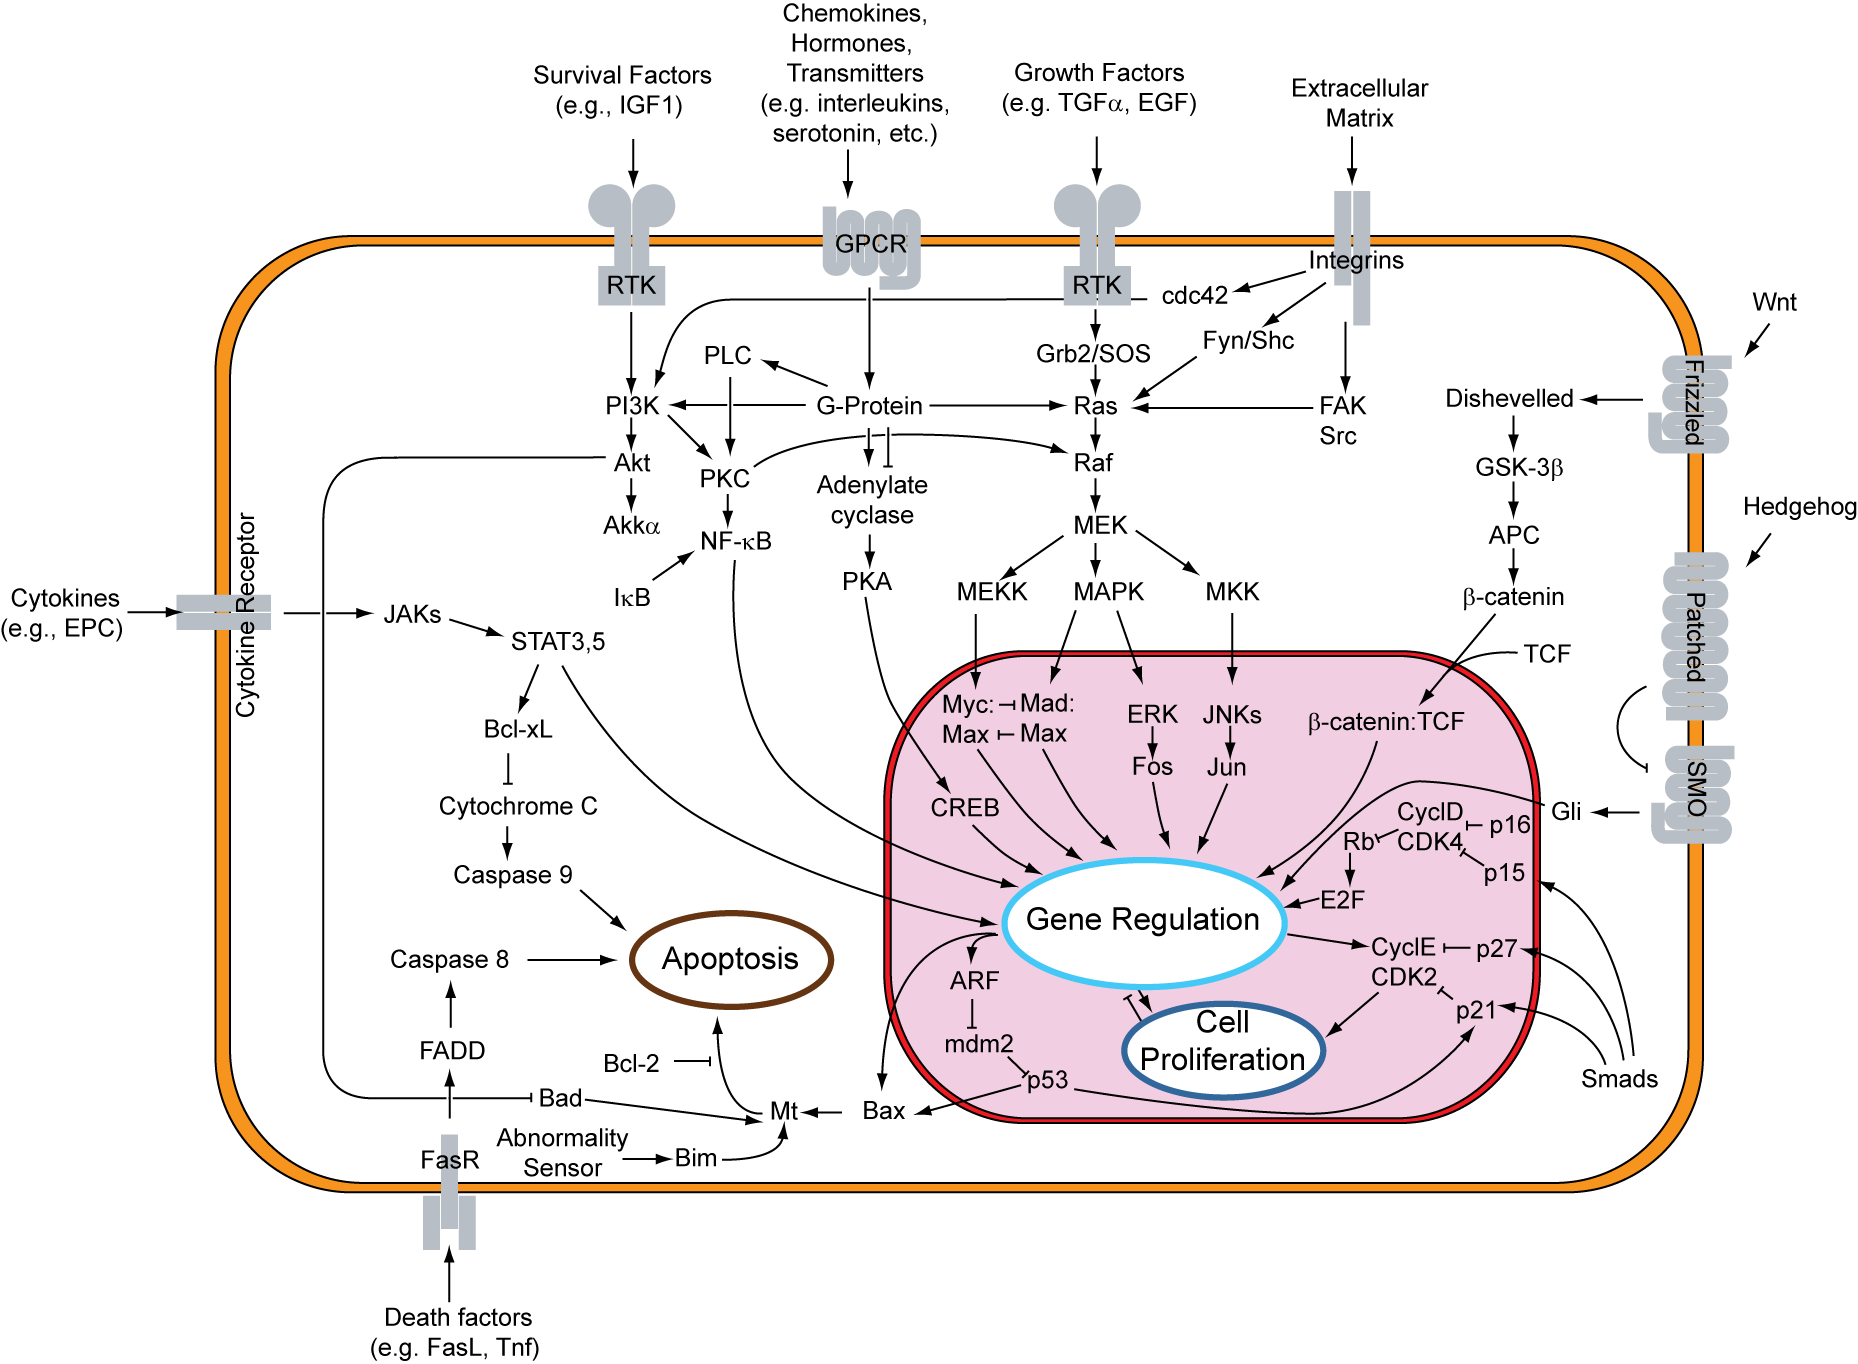 Chemokines,
Hormones,
Transmitters
(e.g. interleukins,
serotonin, etc.)
Survival Factors
(e.g., IGF1)
Growth Factors
(e.g. TGFα, EGF)
Extracellular
Matrix
RTK
GPCR
RTK
Integrins
cdc42
Fyn/Shc
Wnt
Frizzled
PLC
Grb2/SOS
PI3K
G-Protein
Ras
FAK
Src
Dishevelled
Akt
PKC
Raf
GSK-3β
Adenylate
cyclase
Akkα
NF-κB
MEK
APC
Hedgehog
Patched
IκB
PKA
MEKK
MAPK
MKK
β-catenin
TCF
Cytokines
(e.g., EPC)
Cytokine Receptor
JAKs
STAT3,5
Myc:
Mad:
Max
Max
ERK
JNKs
β-catenin:TCF
Bcl-xL
Fos
Jun
SMO
Cytochrome C
CREB
Gli
CyclD
CDK4
p16
Rb
p15
Caspase 9
E2F
Gene Regulation
Caspase 8
Apoptosis
CyclE
CDK2
p27
ARF
p21
Cell
Proliferation
mdm2
p53
FADD
Bcl-2
Smads
Bad
Mt
Bax
Abnormality
Sensor
Bim
FasR
Death factors
(e.g. FasL, Tnf)